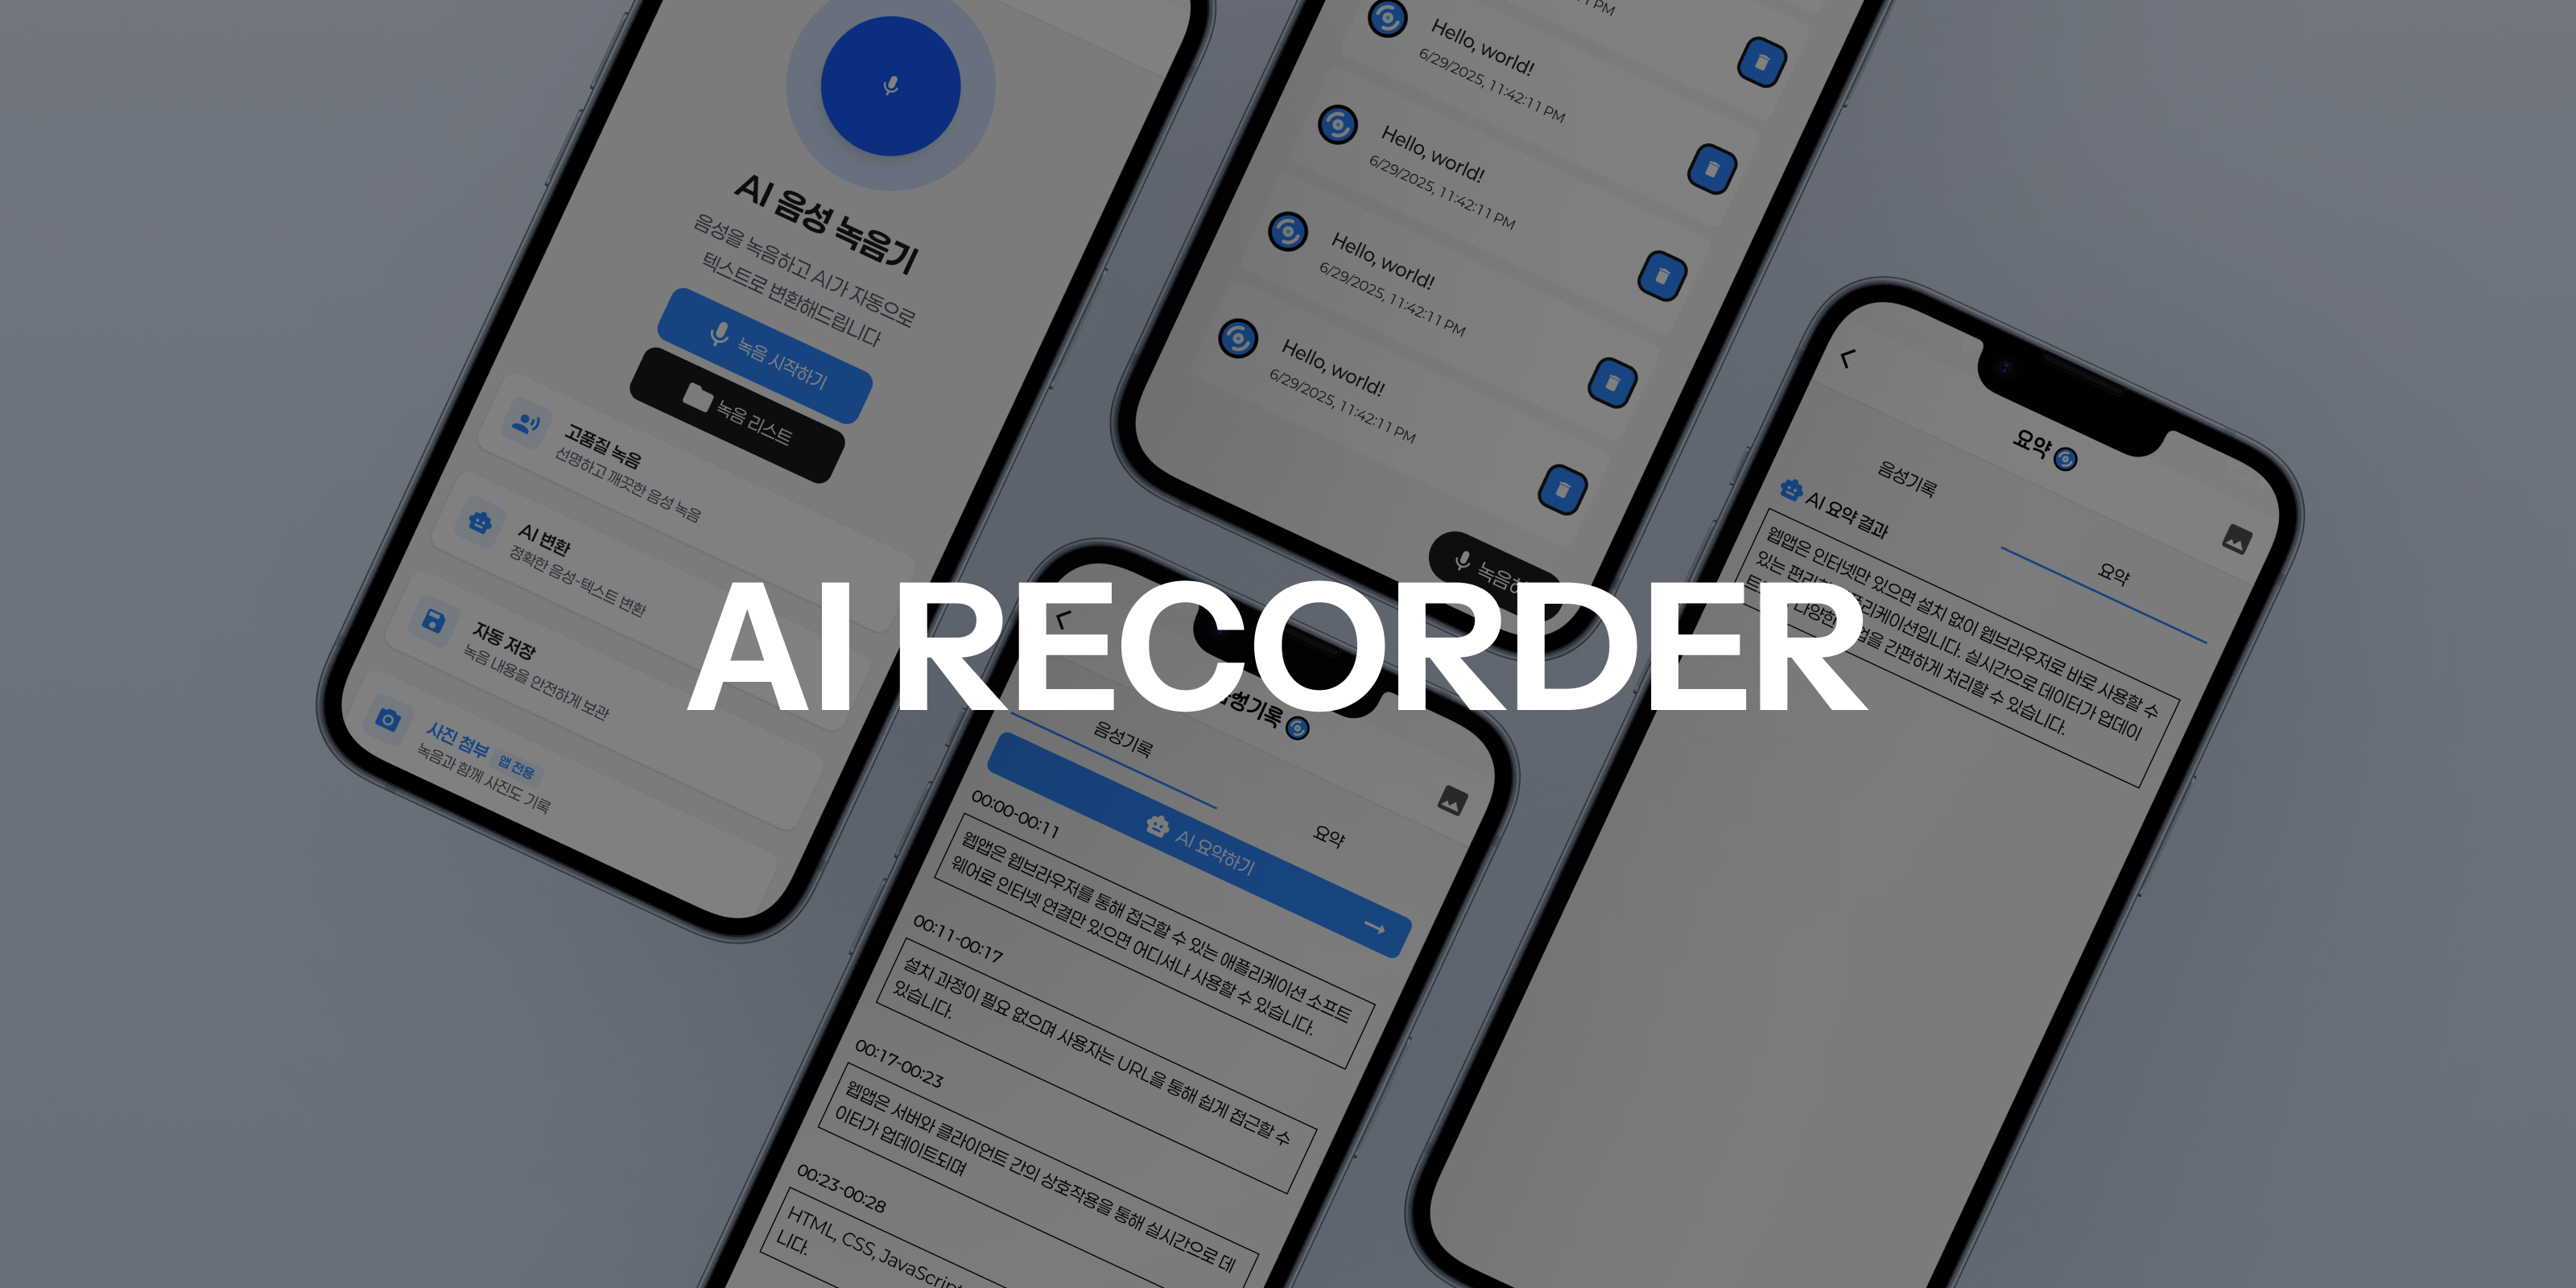 AI 음성 녹음기
음성을 녹음하고 AI가 자동으로
텍스트로 변환해드립니다
녹음 시작하기
녹음 리스트
고품질 녹음
선명하고 깨끗한 음성 녹음
AI 변환
정확한 음성-텍스트 변환
자동 저장
녹음 내용을 안전하게 보관
사진 첨부 앱 전용
녹음과 함께 사진도 기록
PM
Hello, world!
6/29/2025, 11:42:11 PM
Hello, world!
6/29/2025, 11:42:11 PM
Hello, world!
6/29/2025, 11:42:11 PM
Hello, world!
6/29/2025, 11:42:11 PM
AI RECORDER
음성기록
요약
AI 요약하기
00:00-00:11
웹앱은 웹브라우저를 통해 접근할 수 있는 애플리케이션 소프트
웨어로 인터넷 연결만 있으면 어디서나 사용할 수 있습니다.
00:11-00:17
설치 과정이 필요 없으며 사용자는 URL을 통해 쉽게 접근할 수
있습니다.
00:17-00:23
웹앱은 서버와 클라이언트 간의 상호작용을 통해 실시간으로 데
이터가 업데이트되며
00:23-00:28
HTML, CSS, JavaScript
니다.
요약
음성기록
요약
AI 요약 결과
웹앱은 인터넷만 있으면 설치 없이 웹브라우저로 바로 사용할 수
있는 편리한 애플리케이션입니다. 실시간으로 데이터가 업데이
다양한 을 간편하게 처리할 수 있습니다.